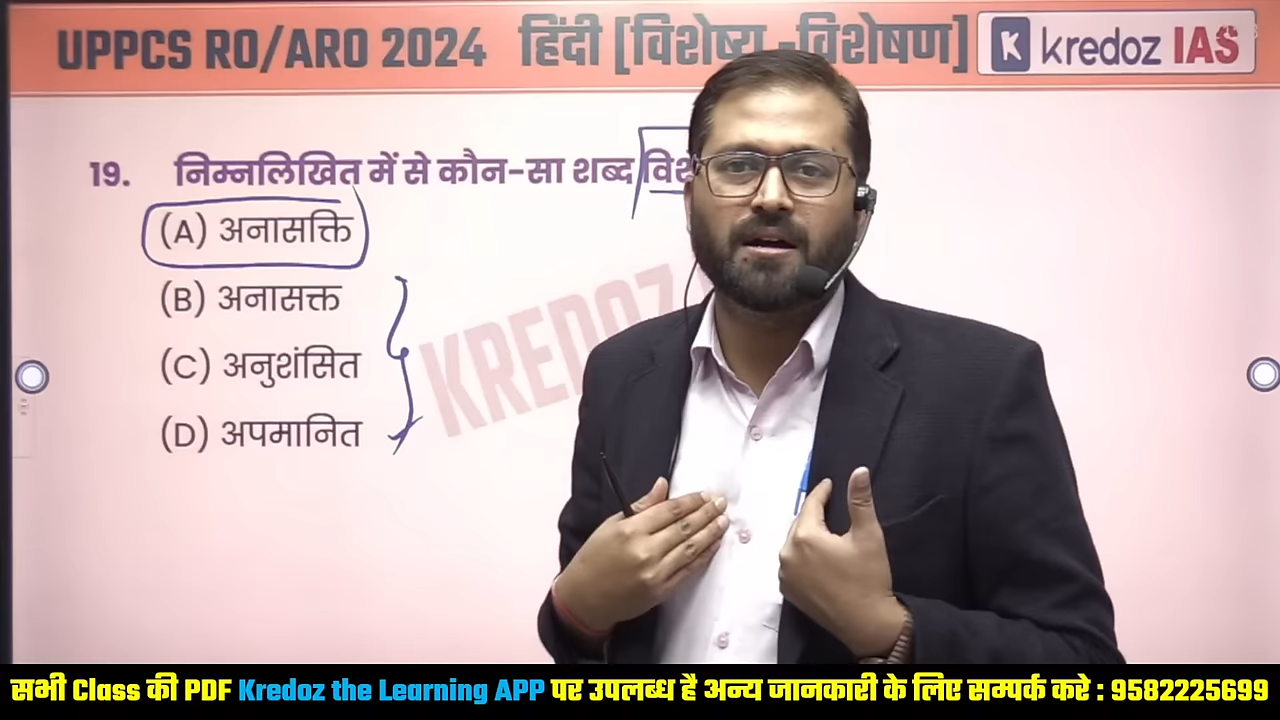 UPPCS RO/ARO 2024 हिंदी [विशेष्य -विशेषण]
K kredoz IAS
19. निम्नलिखित में से कौन-सा शब्द
(A) अनासक्ति
(B) अनासक्त
(C) अनुशंसित
(D) अपमानित
KREDOZ
सभी Class की PDF Kredoz the Learning APP पर उपलब्ध है अन्य जानकारी के लिए सम्पर्क करे : 9582225699